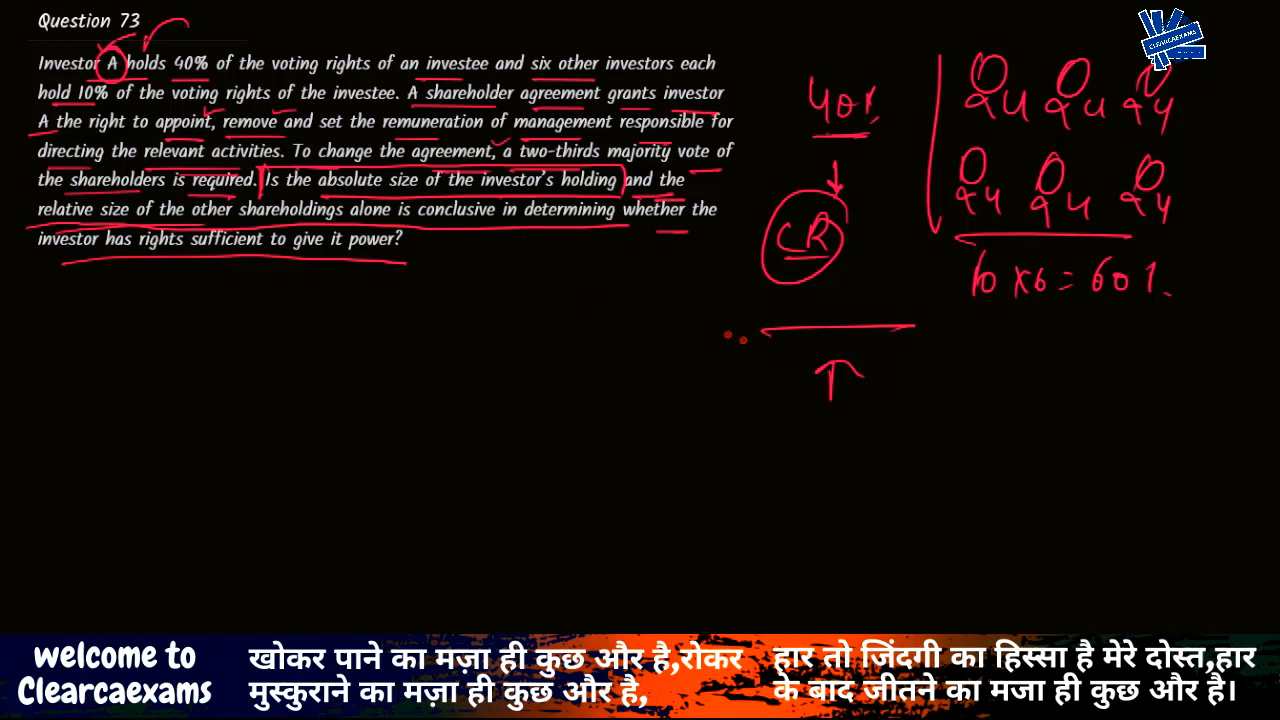 Question 73
CLEARCAEXAMS
Investor A holds 40% of the voting rights of an investee and six other investors each
hold 10% of the voting rights of the investee. A shareholder agreement grants investor
A the right to appoint, remove and set the remuneration of management responsible for
directing the relevant activities. To change the agreement, a two-thirds majority vote of
the shareholders is required. Is the absolute size of the investor's holding and the
relative size of the other shareholdings alone is conclusive in determining whether the
investor has rights sufficient to give it power?
40%
CR
10 x 6 = 60%
welcome to
Clearcaexams
खोकर पाने का मज़ा ही कुछ और है,रोकर
मुस्कुराने का मज़ा ही कुछ और है,
हार तो जिंदगी का हिस्सा है मेरे दोस्त,हार
के बाद जीतने का मजा ही कुछ और है।